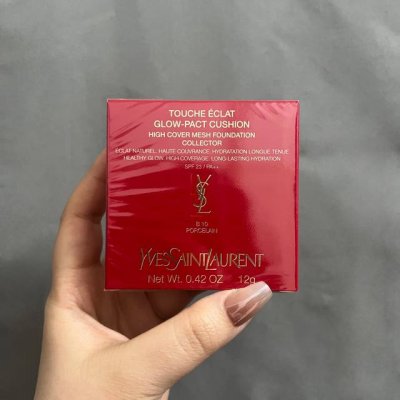 TOUCHE ÉCLAT
GLOW-PACT CUSHION
HIGH COVER MESH FOUNDATION
COLLECTOR
ÉCLAT NATUREL. HAUTE COUVRANCE. HYDRATATION LONGUE TENUE
HEALTHY GLOW. HIGH COVERAGE. LONG-LASTING HYDRATION
SPF 23 / PA++
YSL
B10
PORCELAIN
YVESSAINTLAURENT
Net Wt. 0.42 OZ 12g